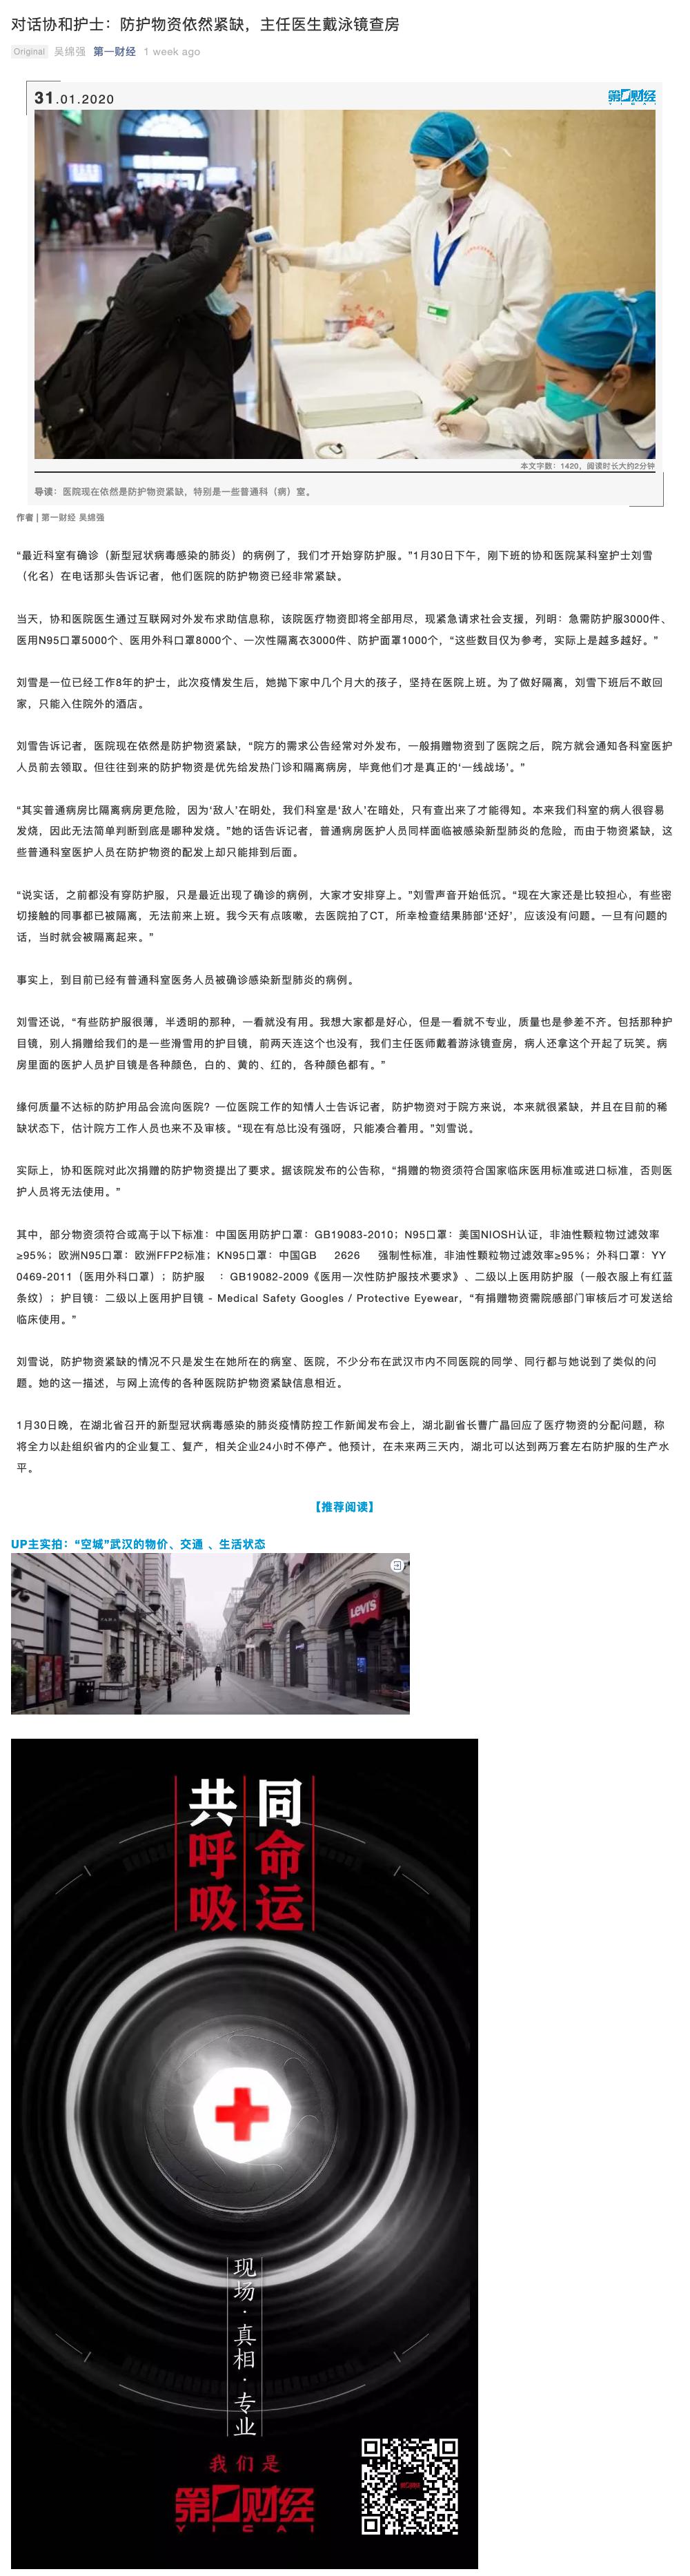 对话协和护士：防护物资依然紧缺，主任医生戴泳镜查房
Original 吴绵强 第一财经 1 week ago
31.01.2020
第一财经
YICAI
本文字数：1420，阅读时长大约2分钟
导读：医院现在依然是防护物资紧缺，特别是一些普通科（病）室。
作者 | 第一财经 吴绵强
“最近科室有确诊（新型冠状病毒感染的肺炎）的病例了，我们才开始穿防护服。”1月30日下午，刚下班的协和医院某科室护士刘雪
（化名）在电话那头告诉记者，他们医院的防护物资已经非常紧缺。
当天，协和医院医生通过互联网对外发布求助信息称，该院医疗物资即将全部用尽，现紧急请求社会支援，列明：急需防护服3000件、
医用N95口罩5000个、医用外科口罩8000个、一次性隔离衣3000件、防护面罩1000个，“这些数目仅为参考，实际上是越多越好。”
刘雪是一位已经工作8年的护士，此次疫情发生后，她抛下家中几个月大的孩子，坚持在医院上班。为了做好隔离，刘雪下班后不敢回
家，只能入住院外的酒店。
刘雪告诉记者，医院现在依然是防护物资紧缺，“院方的需求公告经常对外发布，一般捐赠物资到了医院之后，院方就会通知各科室医护
人员前去领取。但往往到来的防护物资是优先给发热门诊和隔离病房，毕竟他们才是真正的‘一线战场’。”
“其实普通病房比隔离病房更危险，因为‘敌人’在明处，我们科室是‘敌人’在暗处，只有查出来了才能得知。本来我们科室的病人很容易
发烧，因此无法简单判断到底是哪种发烧。”她的话告诉记者，普通病房医护人员同样面临被感染新型肺炎的危险，而由于物资紧缺，这
些普通科室医护人员在防护物资的配发上却只能排到后面。
“说实话，之前都没有穿防护服，只是最近出现了确诊的病例，大家才安排穿上。”刘雪声音开始低沉。“现在大家还是比较担心，有些密
切接触的同事都已被隔离，无法前来上班。我今天有点咳嗽，去医院拍了CT，所幸检查结果肺部‘还好’，应该没有问题。一旦有问题的
话，当时就会被隔离起来。”
事实上，到目前已经有普通科室医务人员被确诊感染新型肺炎的病例。
刘雪还说，“有些防护服很薄，半透明的那种，一看就没有用。我想大家都是好心，但是一看就不专业，质量也是参差不齐。包括那种护
目镜，别人捐赠给我们的是一些滑雪用的护目镜，前两天连这个也没有，我们主任医师戴着游泳镜查房，病人还拿这个开起了玩笑。病
房里面的医护人员护目镜是各种颜色，白的、黄的、红的，各种颜色都有。”
缘何质量不达标的防护用品会流向医院？一位医院工作的知情人士告诉记者，防护物资对于院方来说，本来就很紧缺，并且在目前的稀
缺状态下，估计院方工作人员也来不及审核。“现在有总比没有强呀，只能凑合着用。”刘雪说。
实际上，协和医院对此次捐赠的防护物资提出了要求。据该院发布的公告称，“捐赠的物资须符合国家临床医用标准或进口标准，否则医
护人员将无法使用。”
其中，部分物资须符合或高于以下标准：中国医用防护口罩：GB19083-2010；N95口罩：美国NIOSH认证，非油性颗粒物过滤效率
≥95%；欧洲N95口罩：欧洲FFP2标准；KN95口罩：中国GB 2626 强制性标准，非油性颗粒物过滤效率≥95%；外科口罩：YY
0469-2011（医用外科口罩）；防护服 ：GB19082-2009《医用一次性防护服技术要求》、二级以上医用防护服（一般衣服上有红蓝
条纹）；护目镜：二级以上医用护目镜 - Medical Safety Googles / Protective Eyewear，“有捐赠物资需院感部门审核后才可发送给
临床使用。”
刘雪说，防护物资紧缺的情况不只是发生在她所在的病室、医院，不少分布在武汉市内不同医院的同学、同行都与她说到了类似的问
题。她的这一描述，与网上流传的各种医院防护物资紧缺信息相近。
1月30日晚，在湖北省召开的新型冠状病毒感染的肺炎疫情防控工作新闻发布会上，湖北副省长曹广晶回应了医疗物资的分配问题，称
将全力以赴组织省内的企业复工、复产，相关企业24小时不停产。他预计，在未来两三天内，湖北可以达到两万套左右防护服的生产水
平。
【推荐阅读】
UP主实拍：“空城”武汉的物价、交通 、生活状态
LEVI'S
同命运
共呼吸
现场·真相·专业
我们是
第一财经
YICAI